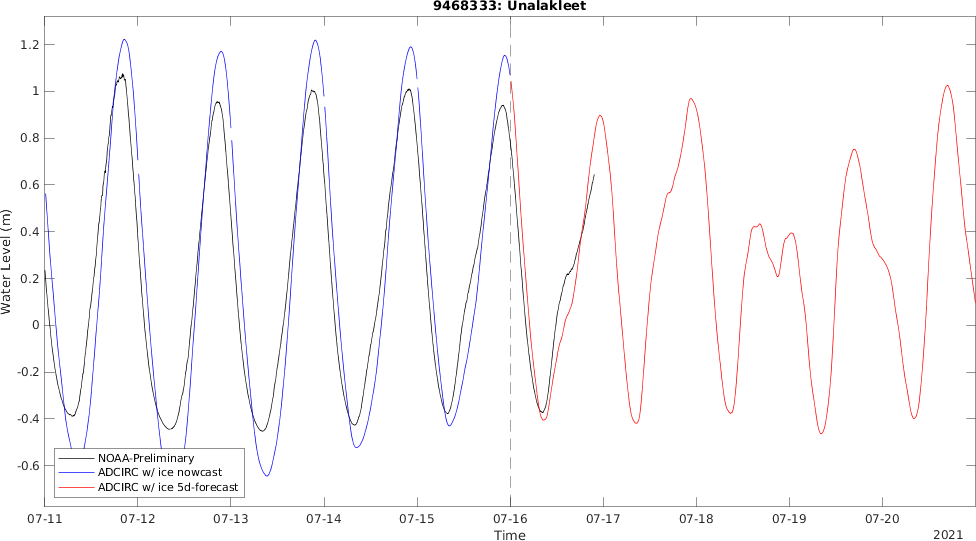 9468333: Unalakleet
1.2
1
0.8
0.6
0.4
0.2
0
-0.2
-0.4
-0.6
Water Level (m)
NOAA-Preliminary
ADCIRC w/ ice nowcast
ADCIRC w/ ice 5d-forecast
07-11 07-12 07-13 07-14 07-15 07-16 07-17 07-18 07-19 07-20
Time
2021